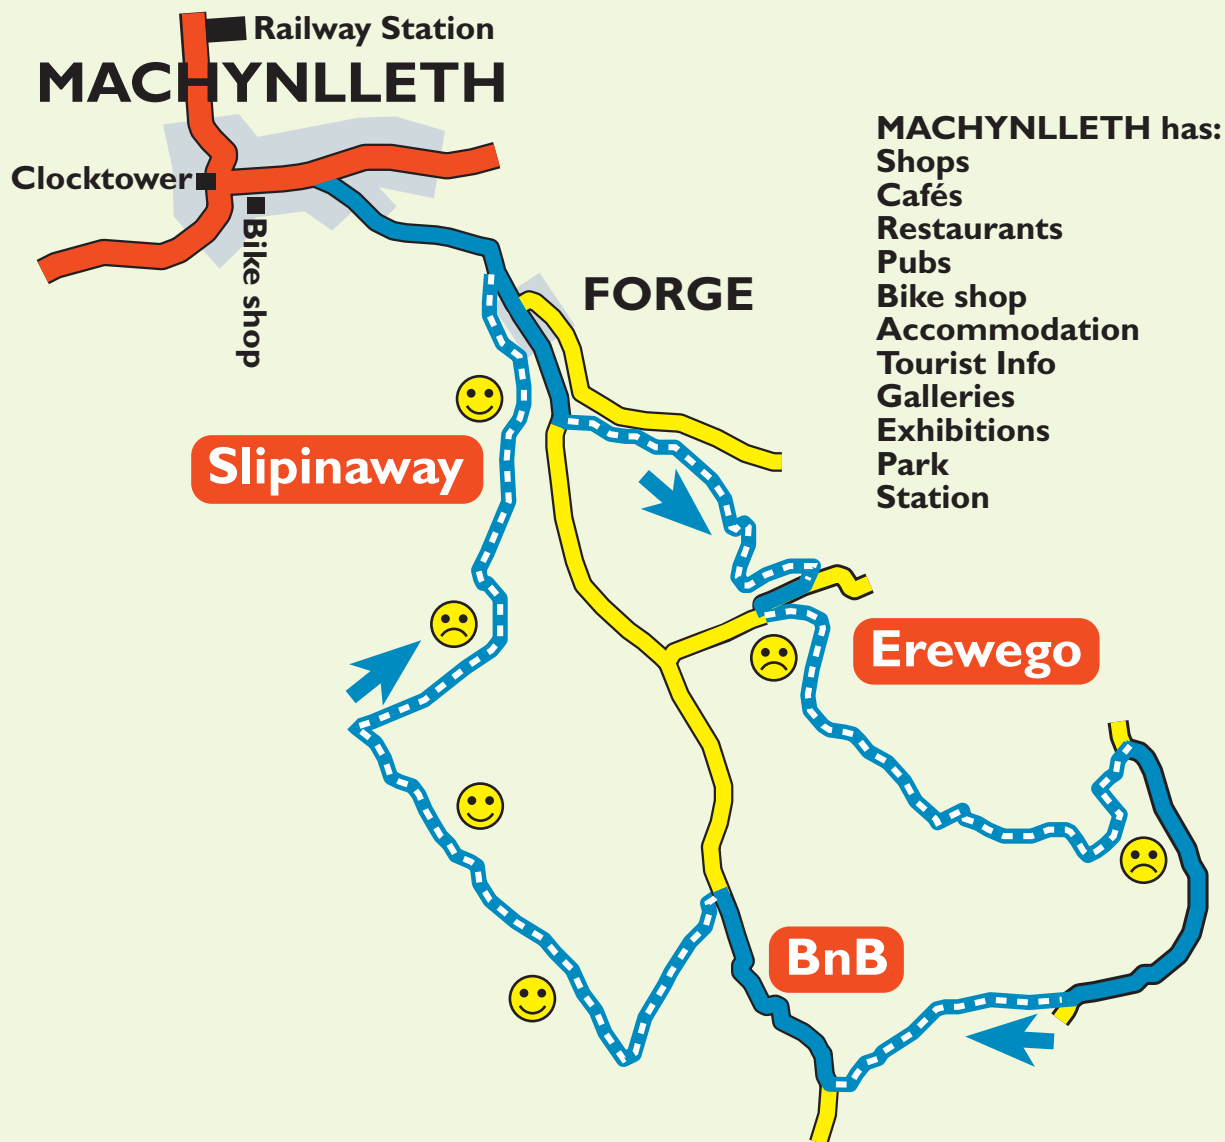 Railway Station
MACHYNLLETH
Clocktower
Bike shop
FORGE
MACHYNLLETH has:
Shops
Cafés
Restaurants
Pubs
Bike shop
Accommodation
Tourist Info
Galleries
Exhibitions
Park
Station
Slipinaway
Erewego
BnB